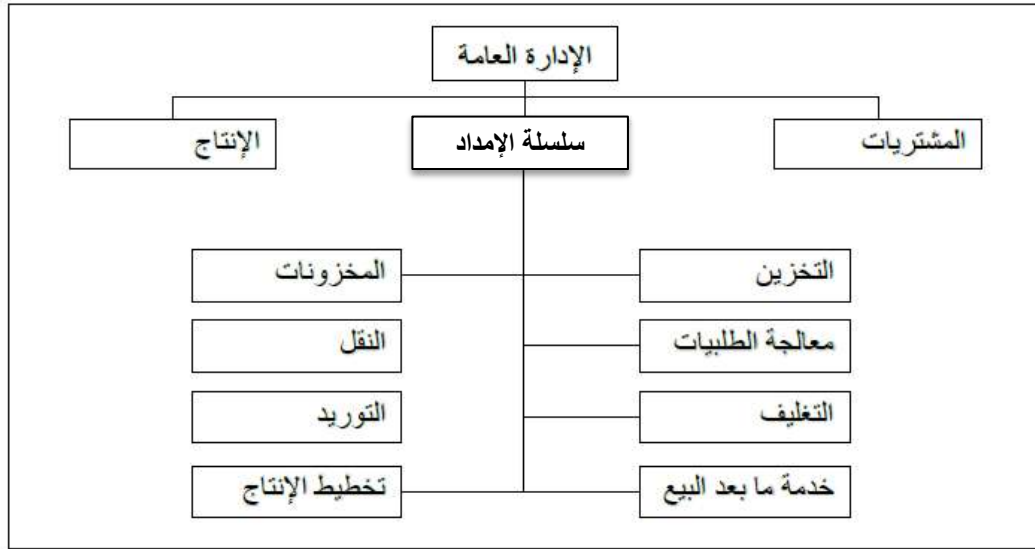 الإدارة العامة
المشتريات
سلسلة الإمداد
الإنتاج
التخزين
المخزونات
معالجة الطلبيات
النقل
التغليف
التوريد
خدمة ما بعد البيع
تخطيط الإنتاج